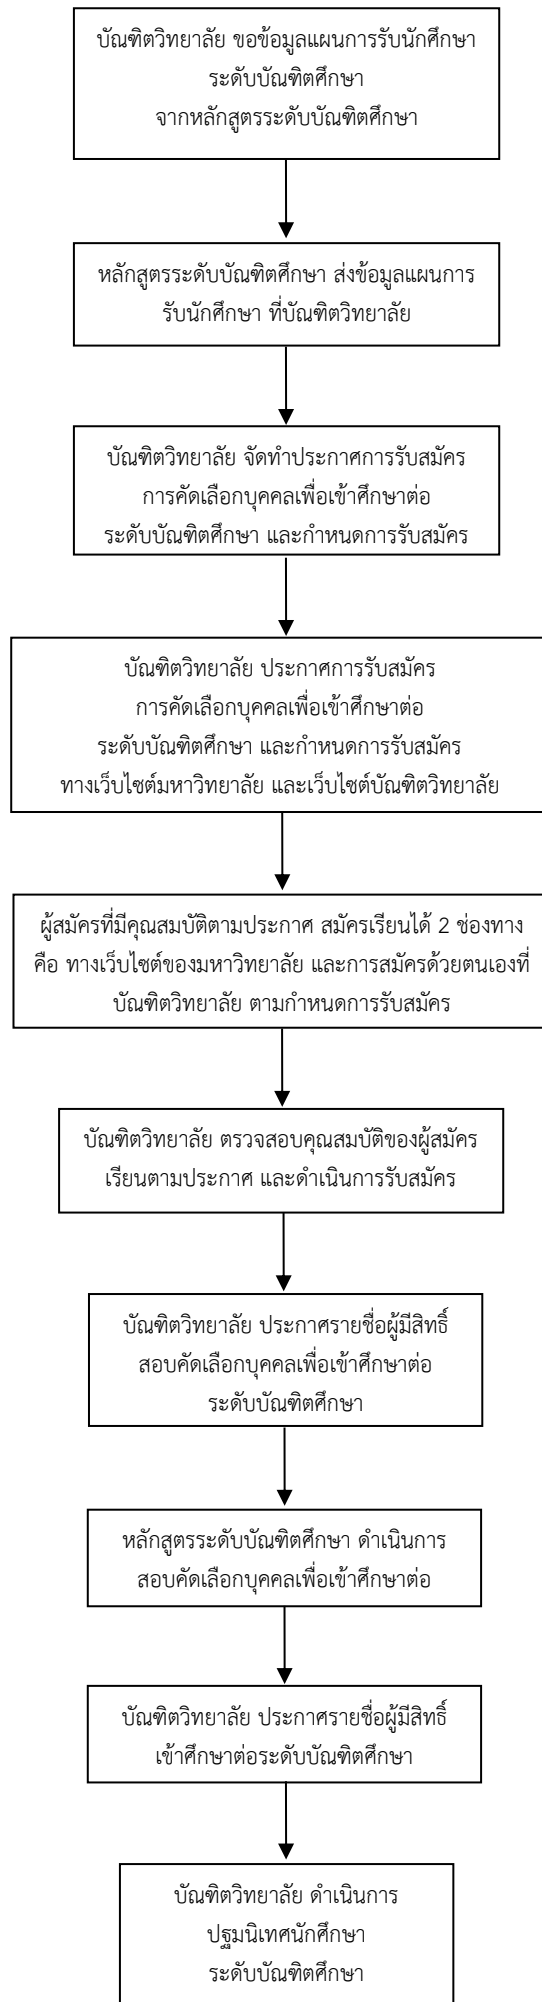 บัณฑิตวิทยาลัย ขอข้อมูลแผนการรับนักศึกษา
ระดับบัณฑิตศึกษา
จากหลักสูตรระดับบัณฑิตศึกษา
หลักสูตรระดับบัณฑิตศึกษา ส่งข้อมูลแผนการ
รับนักศึกษา ที่บัณฑิตวิทยาลัย
บัณฑิตวิทยาลัย จัดทำประกาศการรับสมัคร
การคัดเลือกบุคคลเพื่อเข้าศึกษาต่อ
ระดับบัณฑิตศึกษา และกำหนดการรับสมัคร
บัณฑิตวิทยาลัย ประกาศการรับสมัคร
การคัดเลือกบุคคลเพื่อเข้าศึกษาต่อ
ระดับบัณฑิตศึกษา และกำหนดการรับสมัคร
ทางเว็บไซต์มหาวิทยาลัย และเว็บไซต์บัณฑิตวิทยาลัย
ผู้สมัครที่มีคุณสมบัติตามประกาศ สมัครเรียนได้ 2 ช่องทาง
คือ ทางเว็บไซต์ของมหาวิทยาลัย และการสมัครด้วยตนเองที่
บัณฑิตวิทยาลัย ตามกำหนดการรับสมัคร
บัณฑิตวิทยาลัย ตรวจสอบคุณสมบัติของผู้สมัคร
เรียนตามประกาศ และดำเนินการรับสมัคร
บัณฑิตวิทยาลัย ประกาศรายชื่อผู้มีสิทธิ์
สอบคัดเลือกบุคคลเพื่อเข้าศึกษาต่อ
ระดับบัณฑิตศึกษา
หลักสูตรระดับบัณฑิตศึกษา ดำเนินการ
สอบคัดเลือกบุคคลเพื่อเข้าศึกษาต่อ
บัณฑิตวิทยาลัย ประกาศรายชื่อผู้มีสิทธิ์
เข้าศึกษาต่อระดับบัณฑิตศึกษา
บัณฑิตวิทยาลัย ดำเนินการ
ปฐมนิเทศนักศึกษา
ระดับบัณฑิตศึกษา